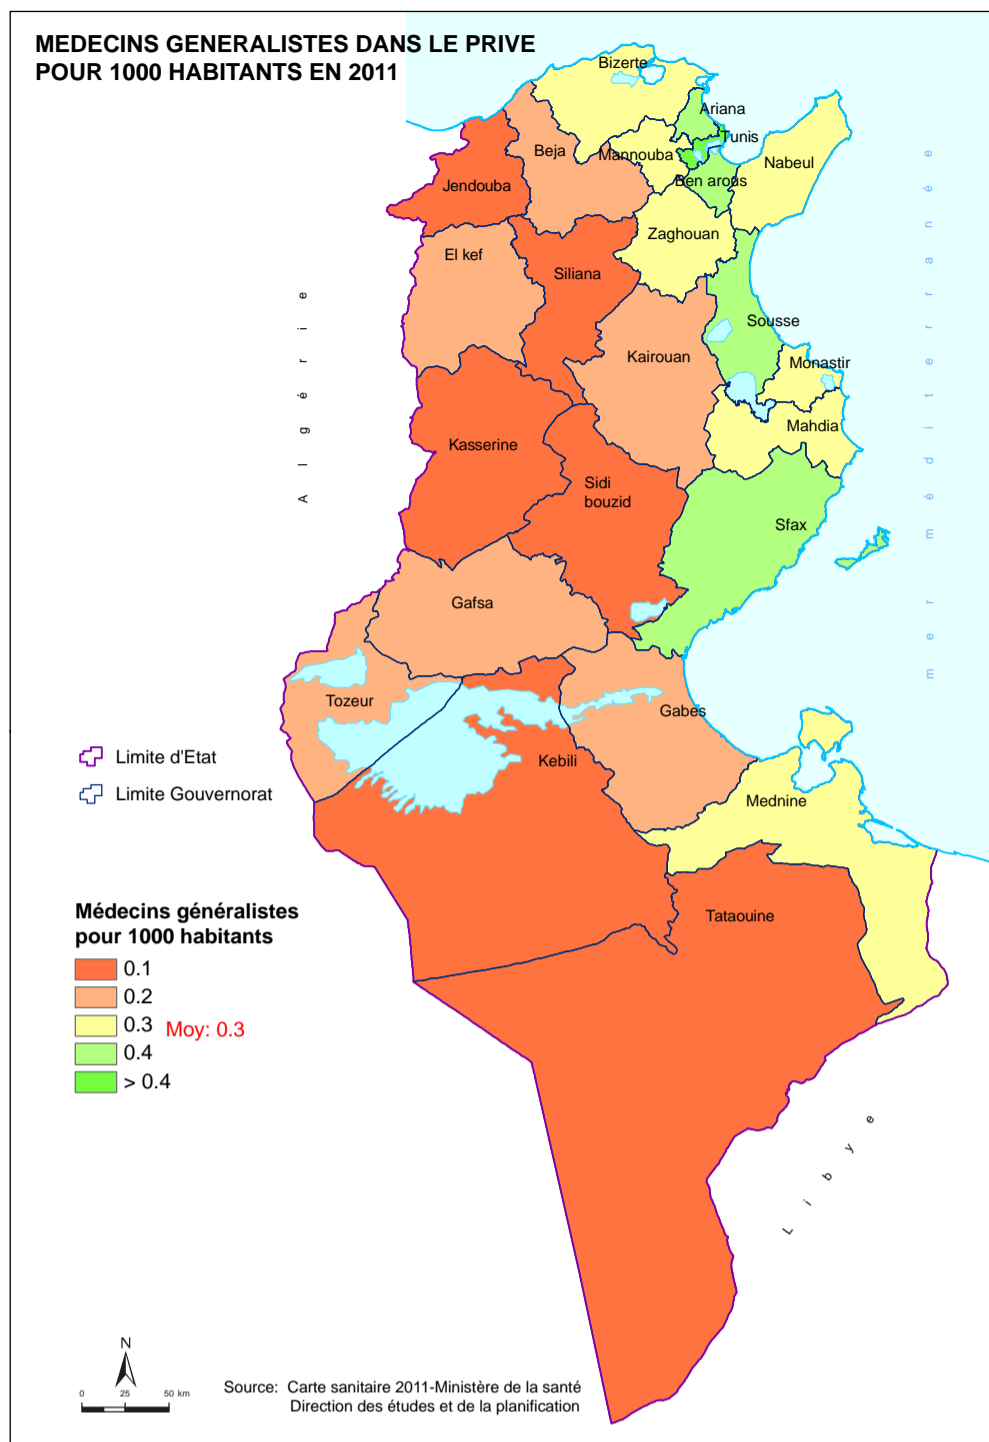 MEDECINS GENERALISTES DANS LE PRIVE
POUR 1000 HABITANTS EN 2011
Bizerte
Ariana
Tunis
Beja
Mannouba
Nabeul
Jendouba
Ben arous
Zaghouan
El kef
Siliana
Sousse
Kairouan
Monastir
Mahdia
Kasserine
Sidi
bouzid
Sfax
Gafsa
Tozeur
Gabes
Kebili
Mednine
Tataouine
Algérie
mer méditerranée
Libye
Limite d'Etat
Limite Gouvernorat
Médecins généralistes
pour 1000 habitants
0.1
0.2
0.3 Moy: 0.3
0.4
> 0.4
N
0 25 50 km
Source: Carte sanitaire 2011-Ministère de la santé
Direction des études et de la planification